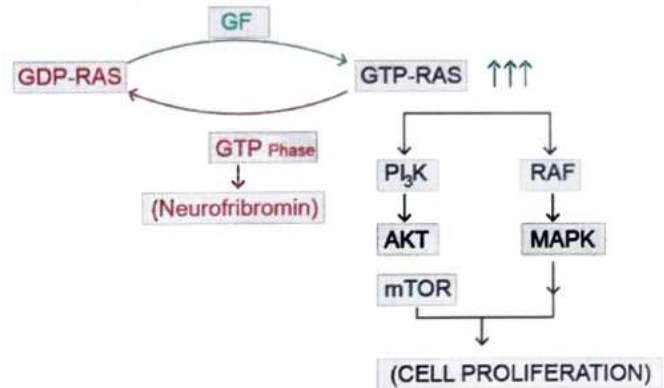 GF
GDP-RAS
GTP-RAS ↑↑↑
GTP Phase
(Neurofribromin)
PI₃K
RAF
AKT
MAPK
mTOR
(CELL PROLIFERATION)